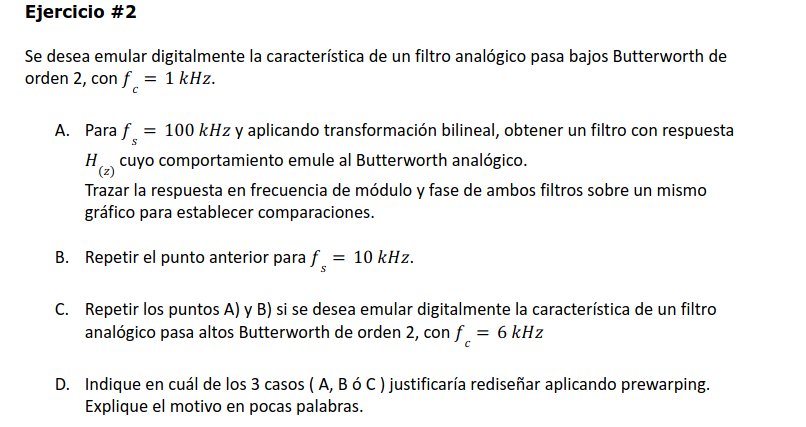 Ejercicio #2
Se desea emular digitalmente la característica de un filtro analógico pasa bajos Butterworth de
orden 2, con f_c = 1 kHz.
A. Para f_s = 100 kHz y aplicando transformación bilineal, obtener un filtro con respuesta
H_(z) cuyo comportamiento emule al Butterworth analógico.
Trazar la respuesta en frecuencia de módulo y fase de ambos filtros sobre un mismo
gráfico para establecer comparaciones.
B. Repetir el punto anterior para f_s = 10 kHz.
C. Repetir los puntos A) y B) si se desea emular digitalmente la característica de un filtro
analógico pasa altos Butterworth de orden 2, con f_c = 6 kHz
D. Indique en cuál de los 3 casos ( A, B ó C ) justificaría rediseñar aplicando prewarping.
Explique el motivo en pocas palabras.